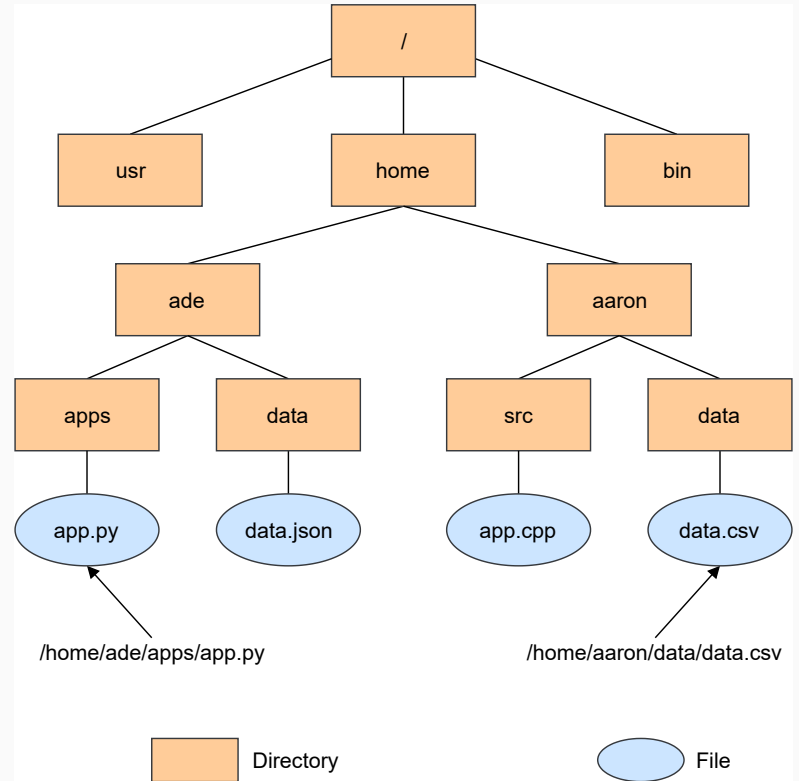 /
usr
home
bin
ade
aaron
apps
data
src
data
app.py
data.json
app.cpp
data.csv
/home/ade/apps/app.py
/home/aaron/data/data.csv
Directory
File